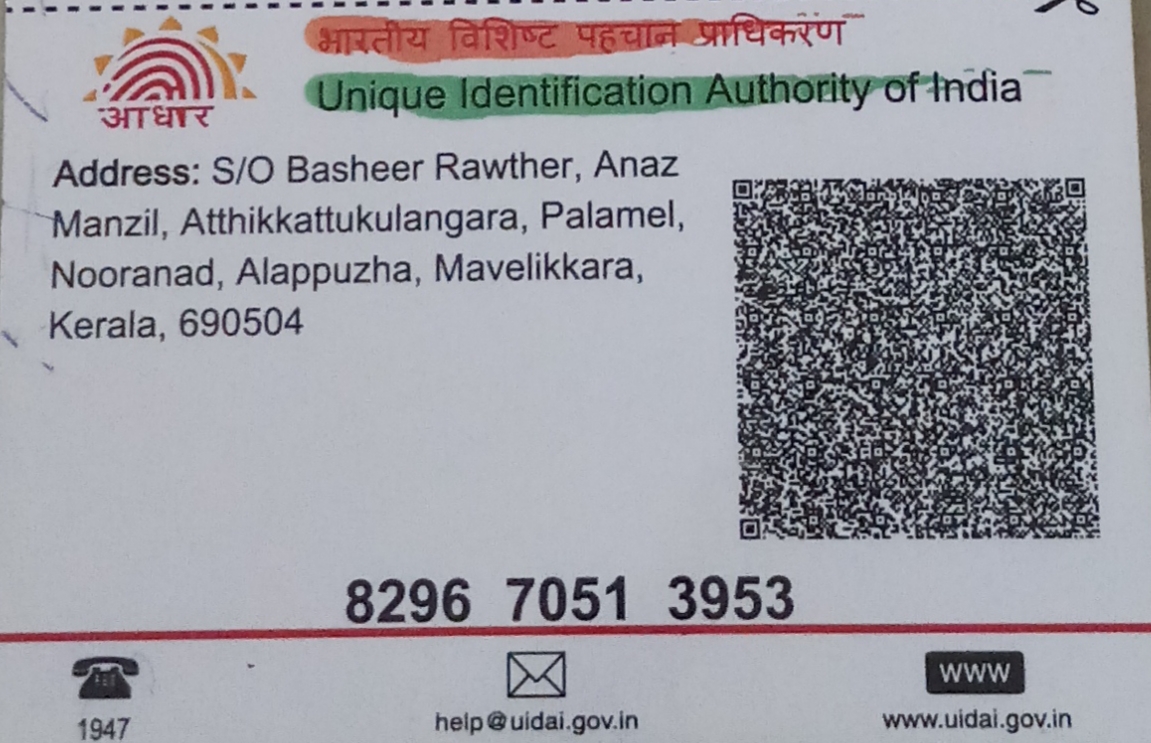 भारतीय विशिष्ट पहचान प्राधिकरण
Unique Identification Authority of India
आधार
Address: S/O Basheer Rawther, Anaz
Manzil, Atthikkattukulangara, Palamel,
Nooranad, Alappuzha, Mavelikkara,
Kerala, 690504
8296 7051 3953
1947
help@uidai.gov.in
www
www.uidai.gov.in